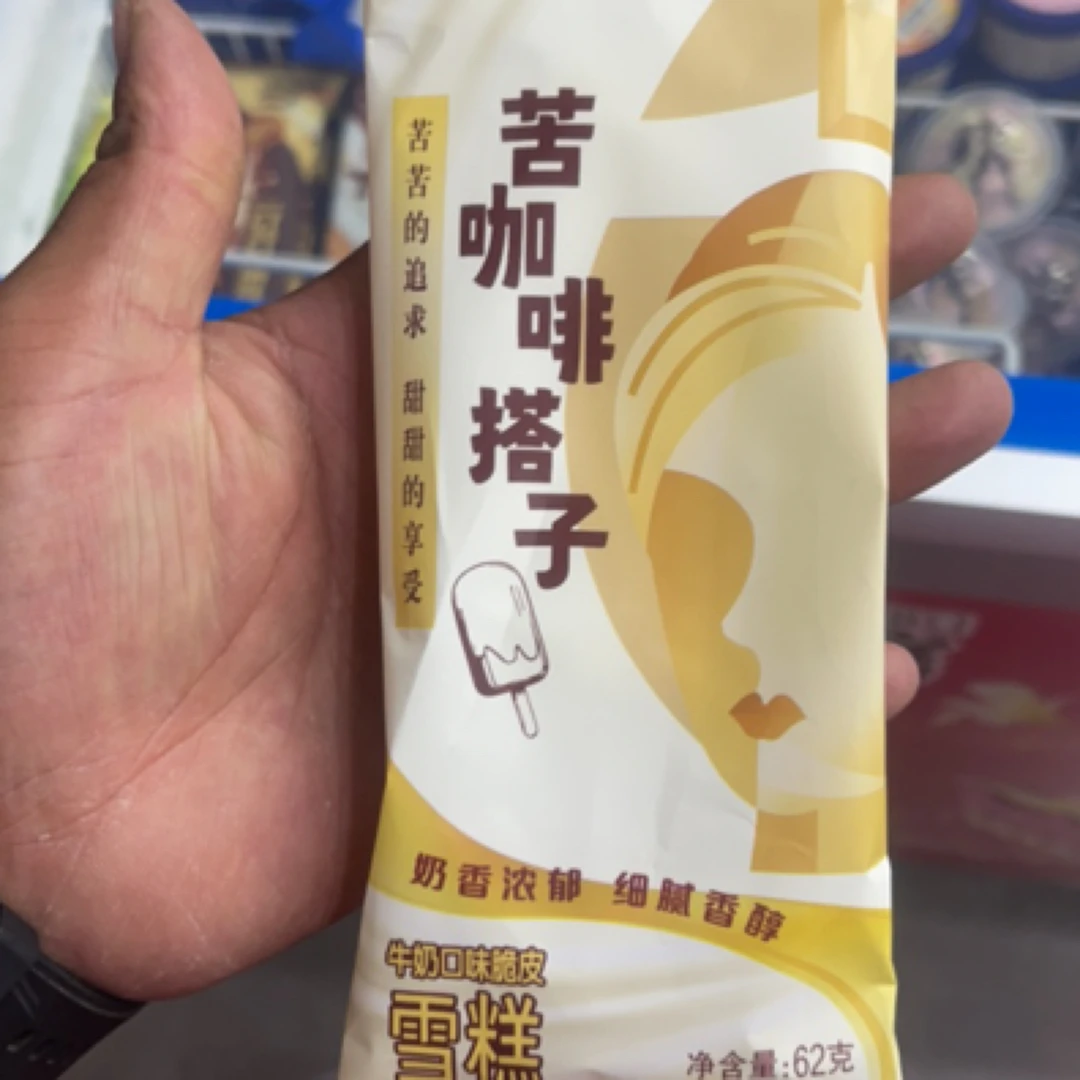 苦咖啡搭子
苦苦的追求 甜甜的享受
奶香浓郁 细腻香醇
牛奶口味脆皮
雪糕
净含量:62克